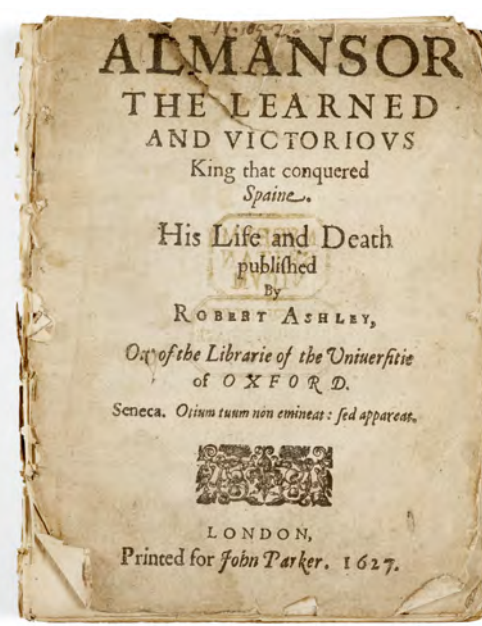 ALMANSOR
THE LEARNED
AND VICTORIOVS
King that conquered
Spaine.
His Life and Death
publiſhed
By
ROBERT ASHLEY,
Out of the Librarie of the Vniuerſitie
of OXFORD.
Seneca. Otium tuum non emineat: ſed appareat.
LONDON,
Printed for John Parker. 1627.